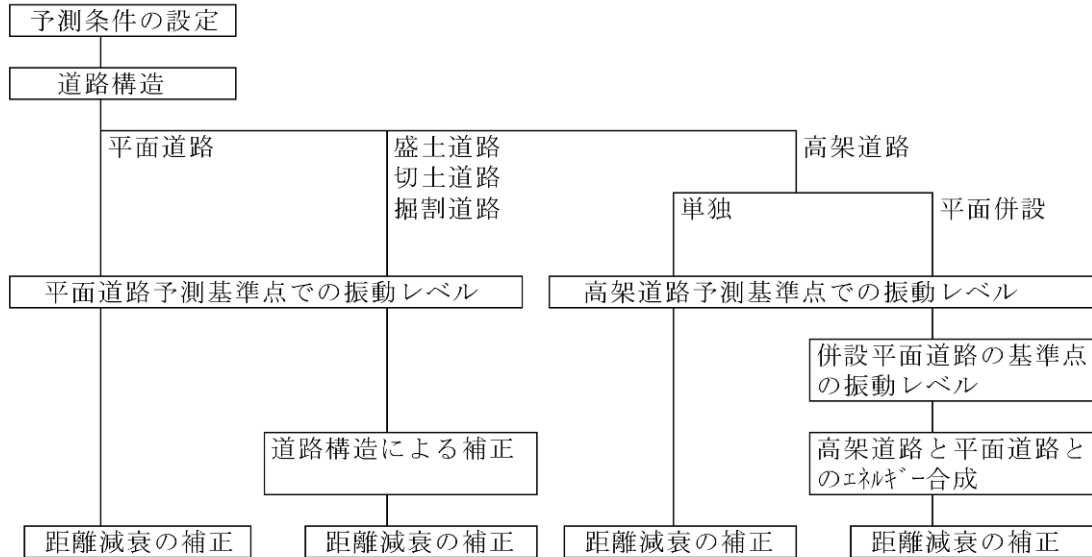 予測条件の設定
道路構造
平面道路
盛土道路
切土道路
掘割道路
高架道路
単独
平面併設
平面道路予測基準点での振動レベル
高架道路予測基準点での振動レベル
併設平面道路の基準点
の振動レベル
道路構造による補正
高架道路と平面道路と
のｴﾈﾙｷﾞｰ合成
距離減衰の補正
距離減衰の補正
距離減衰の補正
距離減衰の補正